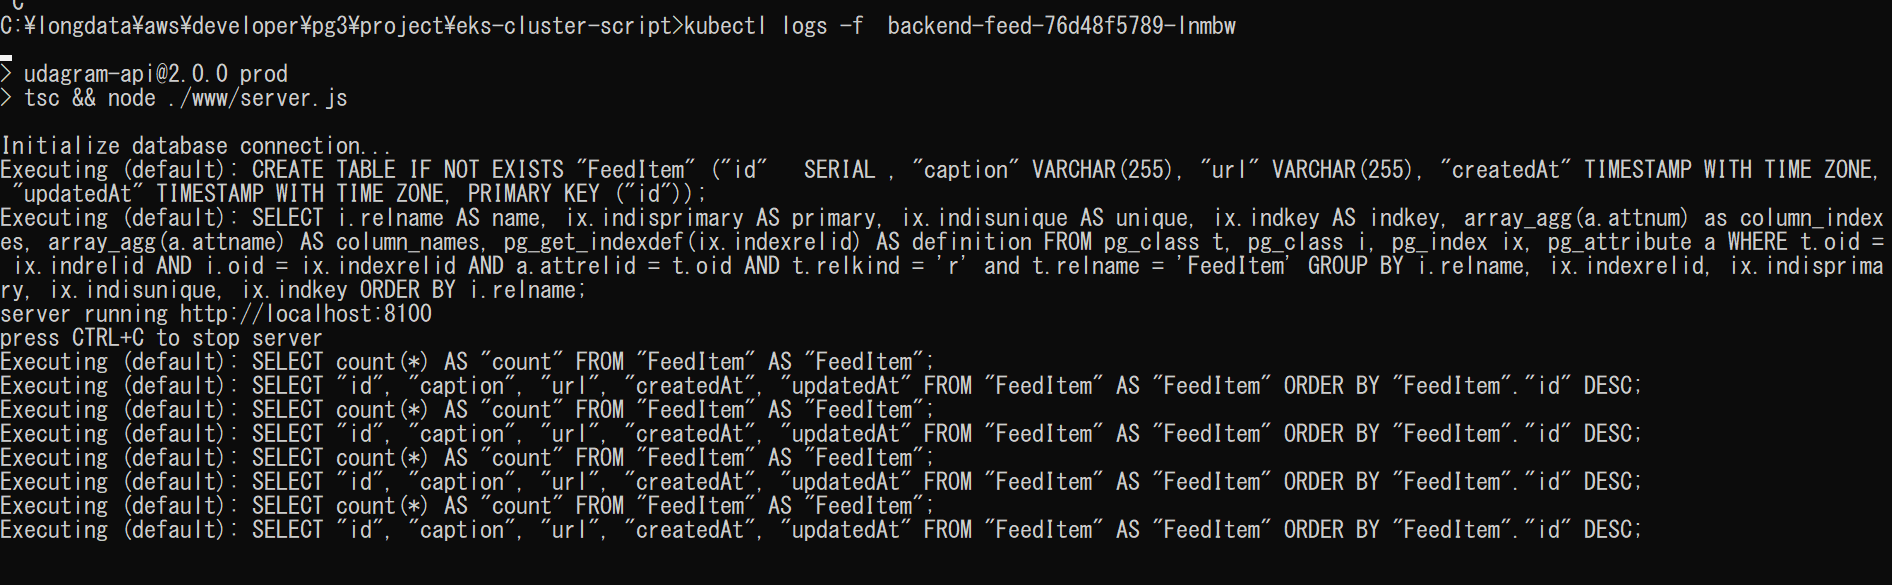 C:¥longdata¥aws¥developer¥pg3¥project¥eks-cluster-script>kubectl logs -f  backend-feed-76d48f5789-lnmbw
> udagram-api@2.0.0 prod
> tsc && node ./www/server.js
Initialize database connection...
Executing (default): CREATE TABLE IF NOT EXISTS "FeedItem" ("id"   SERIAL , "caption" VARCHAR(255), "url" VARCHAR(255), "createdAt" TIMESTAMP WITH TIME ZONE,
 "updatedAt" TIMESTAMP WITH TIME ZONE, PRIMARY KEY ("id"));
Executing (default): SELECT i.relname AS name, ix.indisprimary AS primary, ix.indisunique AS unique, ix.indkey AS indkey, array_agg(a.attnum) as column_index
es, array_agg(a.attname) AS column_names, pg_get_indexdef(ix.indexrelid) AS definition FROM pg_class t, pg_class i, pg_index ix, pg_attribute a WHERE t.oid =
 ix.indrelid AND i.oid = ix.indexrelid AND a.attrelid = t.oid AND t.relkind = 'r' and t.relname = 'FeedItem' GROUP BY i.relname, ix.indexrelid, ix.indisprima
ry, ix.indisunique, ix.indkey ORDER BY i.relname;
server running http://localhost:8100
press CTRL+C to stop server
Executing (default): SELECT count(*) AS "count" FROM "FeedItem" AS "FeedItem";
Executing (default): SELECT "id", "caption", "url", "createdAt", "updatedAt" FROM "FeedItem" AS "FeedItem" ORDER BY "FeedItem"."id" DESC;
Executing (default): SELECT count(*) AS "count" FROM "FeedItem" AS "FeedItem";
Executing (default): SELECT "id", "caption", "url", "createdAt", "updatedAt" FROM "FeedItem" AS "FeedItem" ORDER BY "FeedItem"."id" DESC;
Executing (default): SELECT count(*) AS "count" FROM "FeedItem" AS "FeedItem";
Executing (default): SELECT "id", "caption", "url", "createdAt", "updatedAt" FROM "FeedItem" AS "FeedItem" ORDER BY "FeedItem"."id" DESC;
Executing (default): SELECT count(*) AS "count" FROM "FeedItem" AS "FeedItem";
Executing (default): SELECT "id", "caption", "url", "createdAt", "updatedAt" FROM "FeedItem" AS "FeedItem" ORDER BY "FeedItem"."id" DESC;